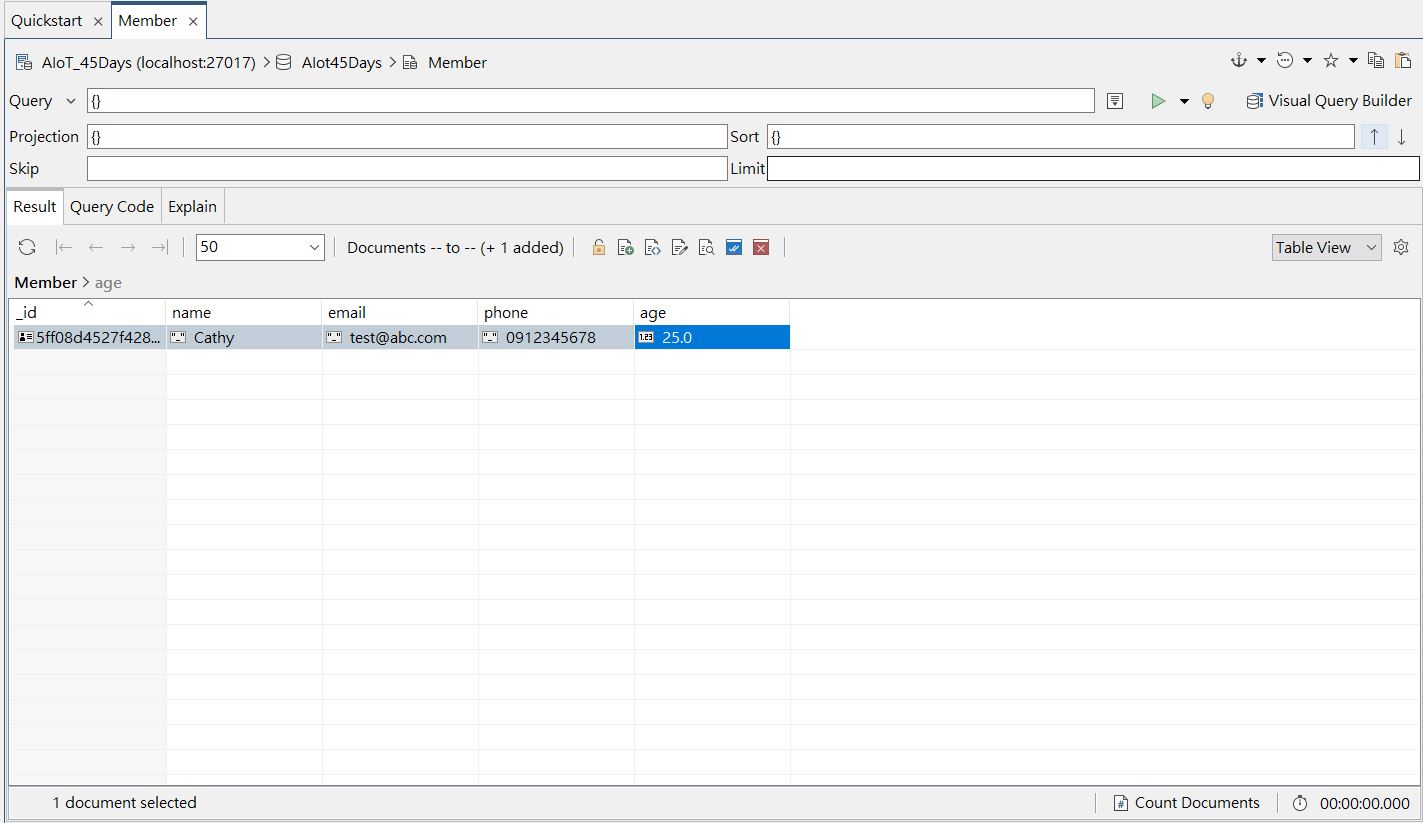 Quickstart Member
AIoT_45Days (localhost:27017) AIot45Days Member
Query {} Visual Query Builder
Projection {} Sort {}
Skip Limit
Result Query Code Explain
50 Documents -- to -- (+ 1 added) Table View
Member age
_id name email phone age
5ff08d4527f428... Cathy test@abc.com 0912345678 1.23 25.0
1 document selected Count Documents 00:00:00.000